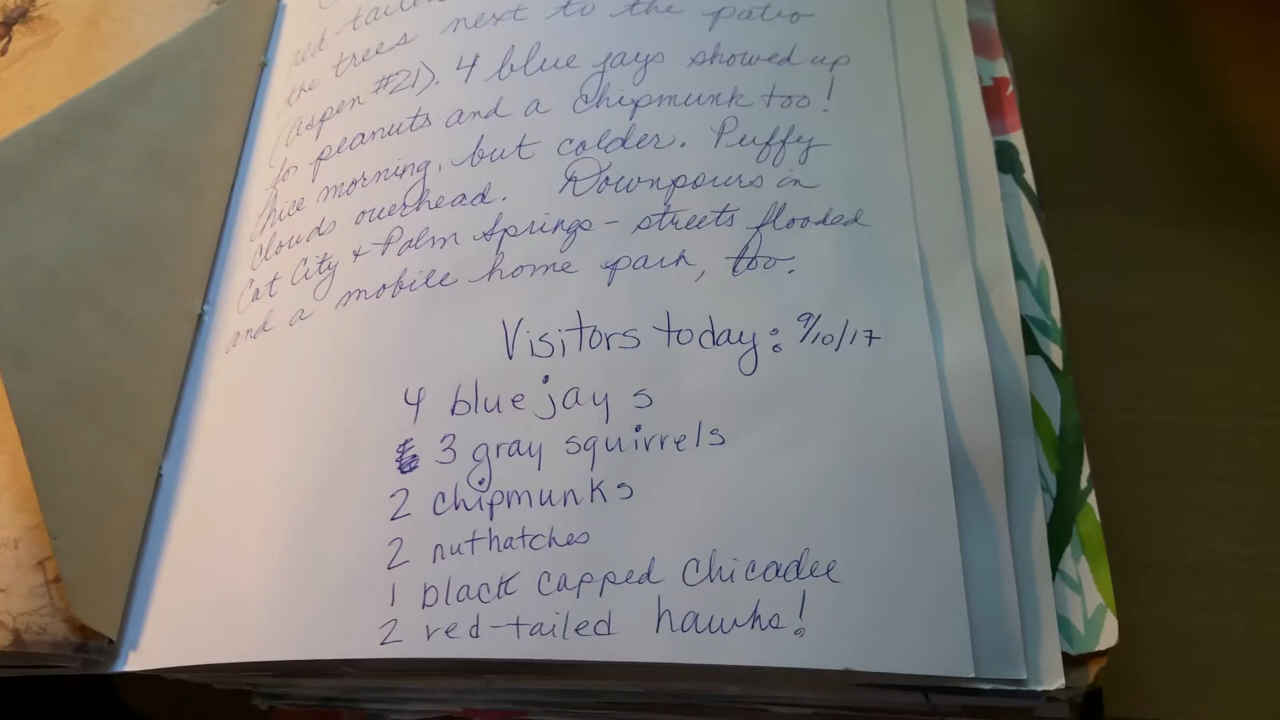 red tailed
the trees next to the patio
(aspen #21). 4 blue jays showed up
for peanuts and a chipmunk too!
Nice morning, but colder. Puffy
clouds overhead. Downpours in
Cat City & Palm Springs - streets flooded
and a mobile home park, too.
Visitors today: 9/10/17
4 blue jays
3 gray squirrels
2 chipmunks
2 nuthatches
1 black capped chicadee
2 red-tailed hawks!